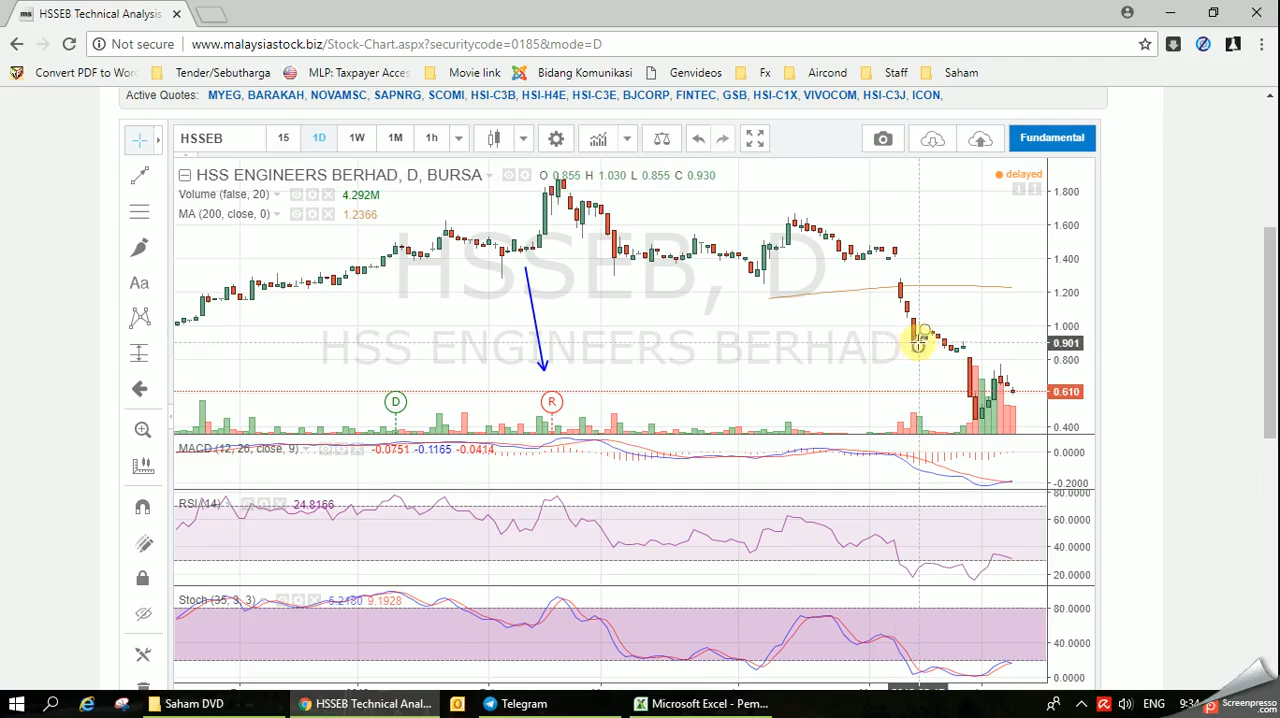 HSSEB Technical Analysis
Not secure
www.malaysiastock.biz/Stock-Chart.aspx?securitycode=0185&mode=D
Convert PDF to Wor
Tender/Sebutharga
MLP: Taxpayer Acces
Movie link
Bidang Komunikasi
Genvideos
Fx
Aircond
Staff
Saham
Active Quotes: MYEG, BARAKAH, NOVAMSC, SAPNRG, SCOMI, HSI-C3B, HSI-H4E, HSI-C3E, BJCORP, FINTEC, GSB, HSI-C1X, VIVOCOM, HSI-C3J, ICON,
HSSEB 15 1D 1W 1M 1h Fundamental
HSS ENGINEERS BERHAD, D, BURSA O 0.855 H 1.030 L 0.855 C 0.930
delayed
Volume (false, 20) 4.292M
MA (200, close, 0) 1.2366
HSSEB, D
HSS ENGINEERS BERHAD
1.800
1.600
1.400
1.200
1.000
0.901
0.800
0.610
0.400
D
R
MACD (12, 26, close, 9) -0.0751 -0.1165 -0.0414
0.0000
-0.2000
RSI (14) 24.8166
80.0000
60.0000
40.0000
20.0000
Stoch (35, 3, 3) 6.2180 9.1928
80.0000
40.0000
0.0000
Aa
Saham DVD
HSSEB Technical Anal...
Telegram
Microsoft Excel - Pem...
ENG
9:34
Screenpresso
.com